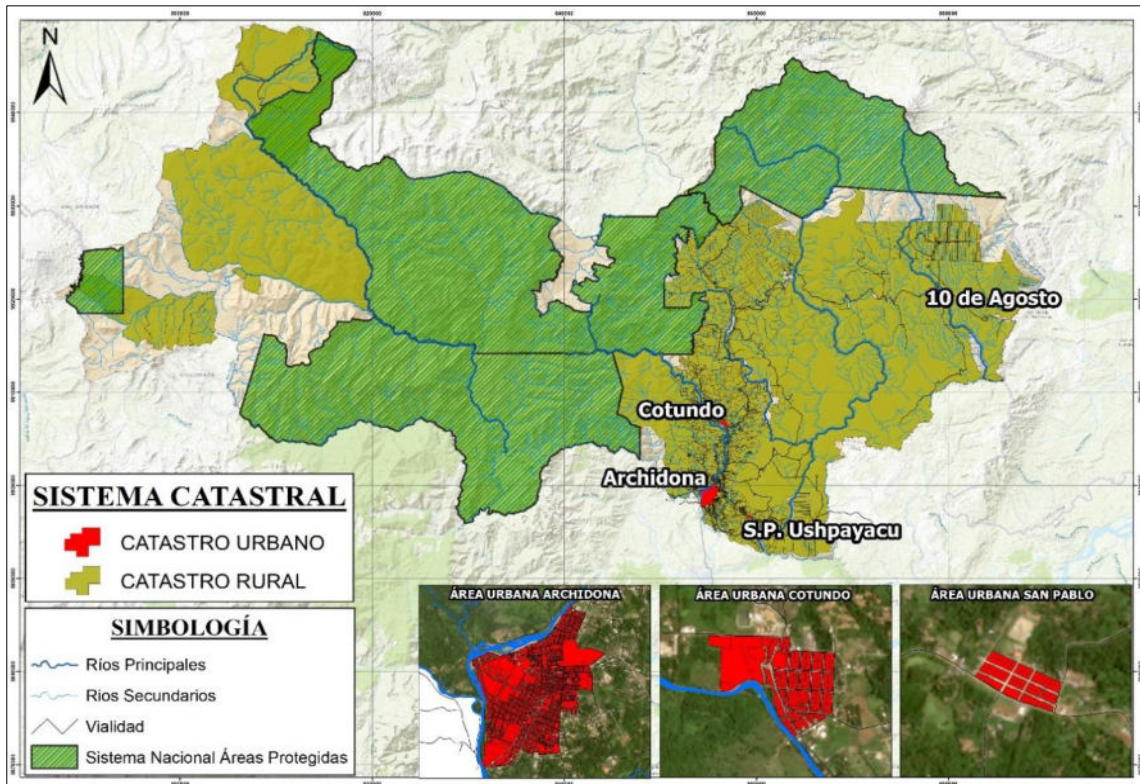 N
10 de Agosto
Cotundo
Archidona
S.P. Ushpayacu
SISTEMA CATASTRAL
CATASTRO URBANO
CATASTRO RURAL
SIMBOLOGÍA
Ríos Principales
Rios Secundarios
Vialidad
Sistema Nacional Áreas Protegidas
ÁREA URBANA ARCHIDONA
ÁREA URBANA COTUNDO
ÁREA URBANA SAN PABLO